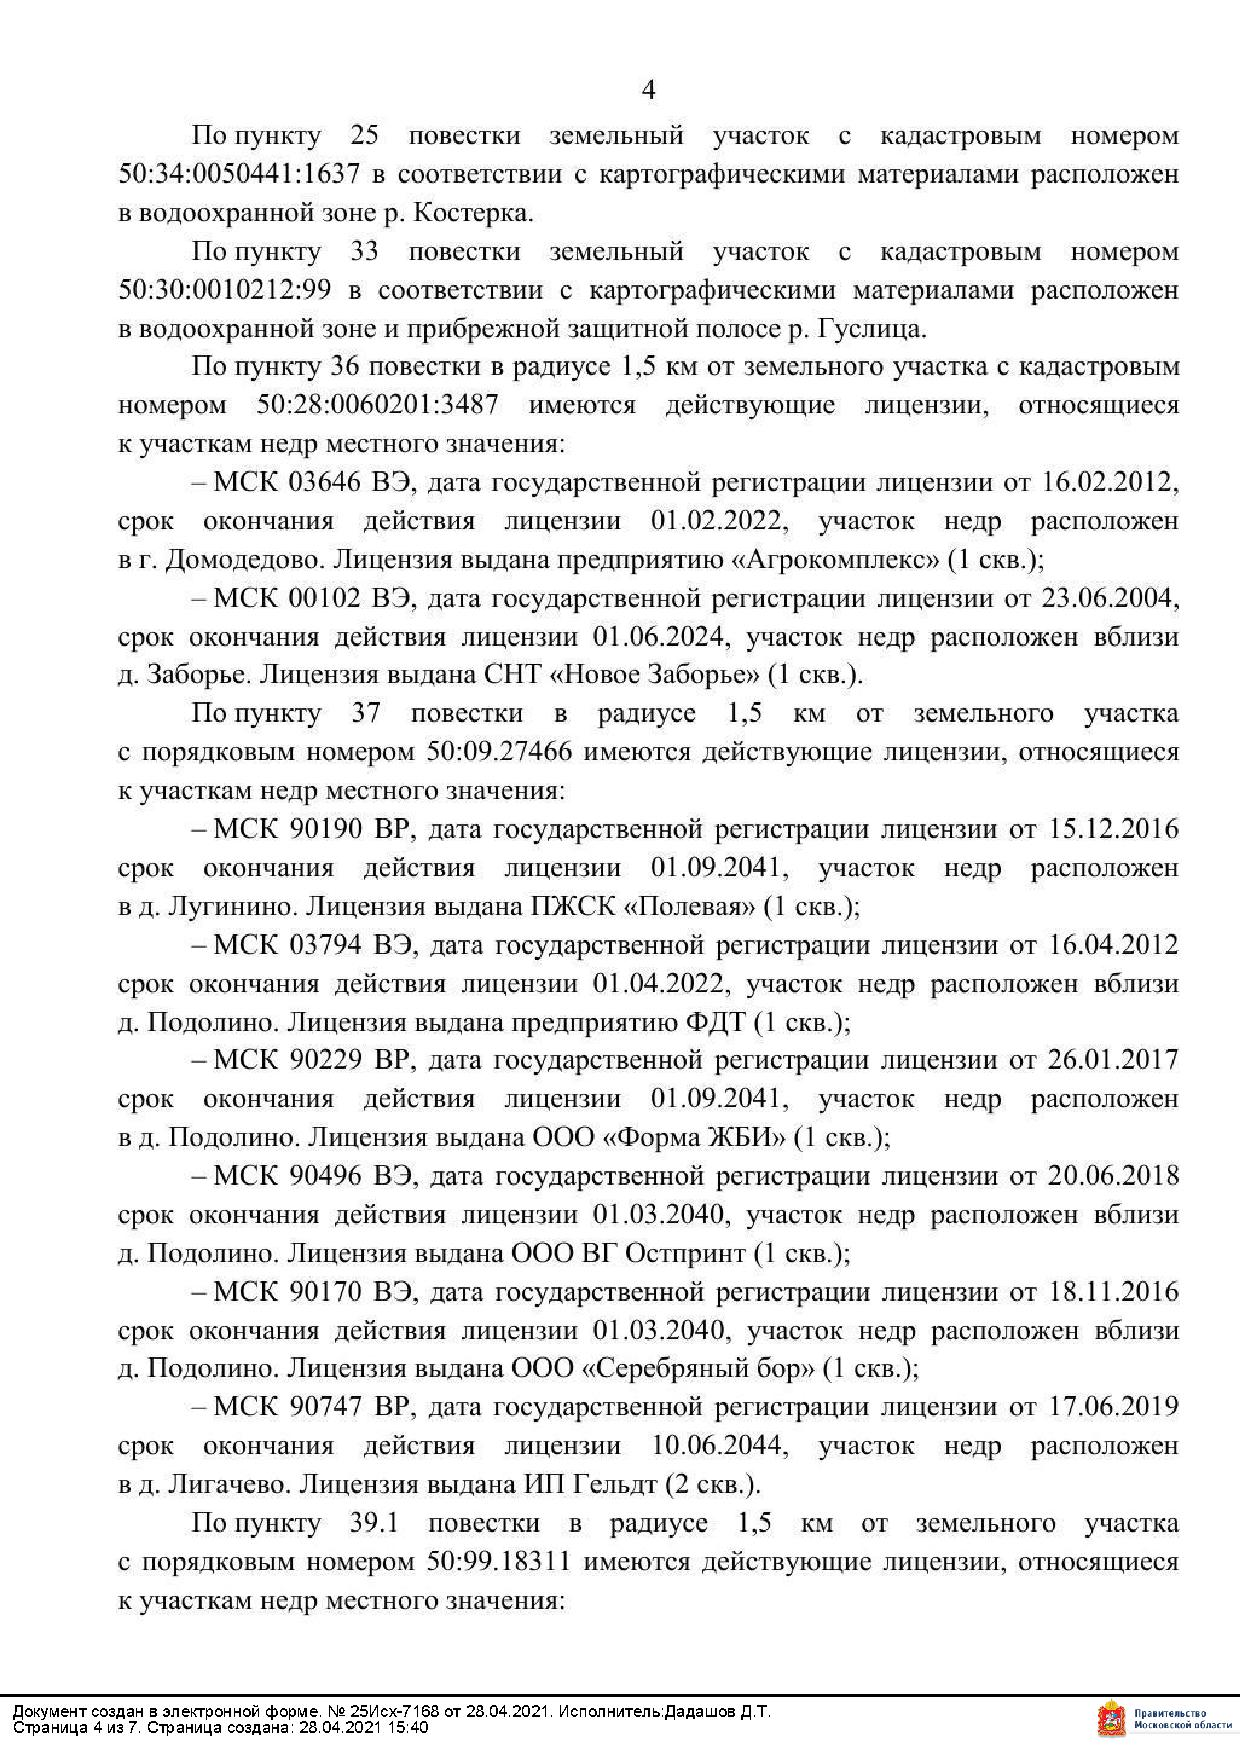 4
По пункту 25 повестки земельный участок с кадастровым номером
50:34:0050441:1637 в соответствии с картографическими материалами расположен
в водоохранной зоне р. Костерка.
По пункту 33 повестки земельный участок с кадастровым номером
50:30:0010212:99 в соответствии с картографическими материалами расположен
в водоохранной зоне и прибрежной защитной полосе р. Гуслица.
По пункту 36 повестки в радиусе 1,5 км от земельного участка с кадастровым
номером 50:28:0060201:3487 имеются действующие лицензии, относящиеся
к участкам недр местного значения:
– МСК 03646 ВЭ, дата государственной регистрации лицензии от 16.02.2012,
срок окончания действия лицензии 01.02.2022, участок недр расположен
в г. Домодедово. Лицензия выдана предприятию «Агрокомплекс» (1 скв.);
– МСК 00102 ВЭ, дата государственной регистрации лицензии от 23.06.2004,
срок окончания действия лицензии 01.06.2024, участок недр расположен вблизи
д. Заборье. Лицензия выдана СНТ «Новое Заборье» (1 скв.).
По пункту 37 повестки в радиусе 1,5 км от земельного участка
с порядковым номером 50:09.27466 имеются действующие лицензии, относящиеся
к участкам недр местного значения:
– МСК 90190 ВР, дата государственной регистрации лицензии от 15.12.2016
срок окончания действия лицензии 01.09.2041, участок недр расположен
в д. Лугинино. Лицензия выдана ПЖСК «Полевая» (1 скв.);
– МСК 03794 ВЭ, дата государственной регистрации лицензии от 16.04.2012
срок окончания действия лицензии 01.04.2022, участок недр расположен вблизи
д. Подолино. Лицензия выдана предприятию ФДТ (1 скв.);
– МСК 90229 ВР, дата государственной регистрации лицензии от 26.01.2017
срок окончания действия лицензии 01.09.2041, участок недр расположен
в д. Подолино. Лицензия выдана ООО «Форма ЖБИ» (1 скв.);
– МСК 90496 ВЭ, дата государственной регистрации лицензии от 20.06.2018
срок окончания действия лицензии 01.03.2040, участок недр расположен вблизи
д. Подолино. Лицензия выдана ООО ВГ Остпринт (1 скв.);
– МСК 90170 ВЭ, дата государственной регистрации лицензии от 18.11.2016
срок окончания действия лицензии 01.03.2040, участок недр расположен вблизи
д. Подолино. Лицензия выдана ООО «Серебряный бор» (1 скв.);
– МСК 90747 ВР, дата государственной регистрации лицензии от 17.06.2019
срок окончания действия лицензии 10.06.2044, участок недр расположен
в д. Лигачево. Лицензия выдана ИП Гельдт (2 скв.).
По пункту 39.1 повестки в радиусе 1,5 км от земельного участка
с порядковым номером 50:99.18311 имеются действующие лицензии, относящиеся
к участкам недр местного значения:
Документ создан в электронной форме. № 25Исх-7168 от 28.04.2021. Исполнитель:Дадашов Д.Т.
Страница 4 из 7. Страница создана: 28.04.2021 15:40
Правительство
Московской области